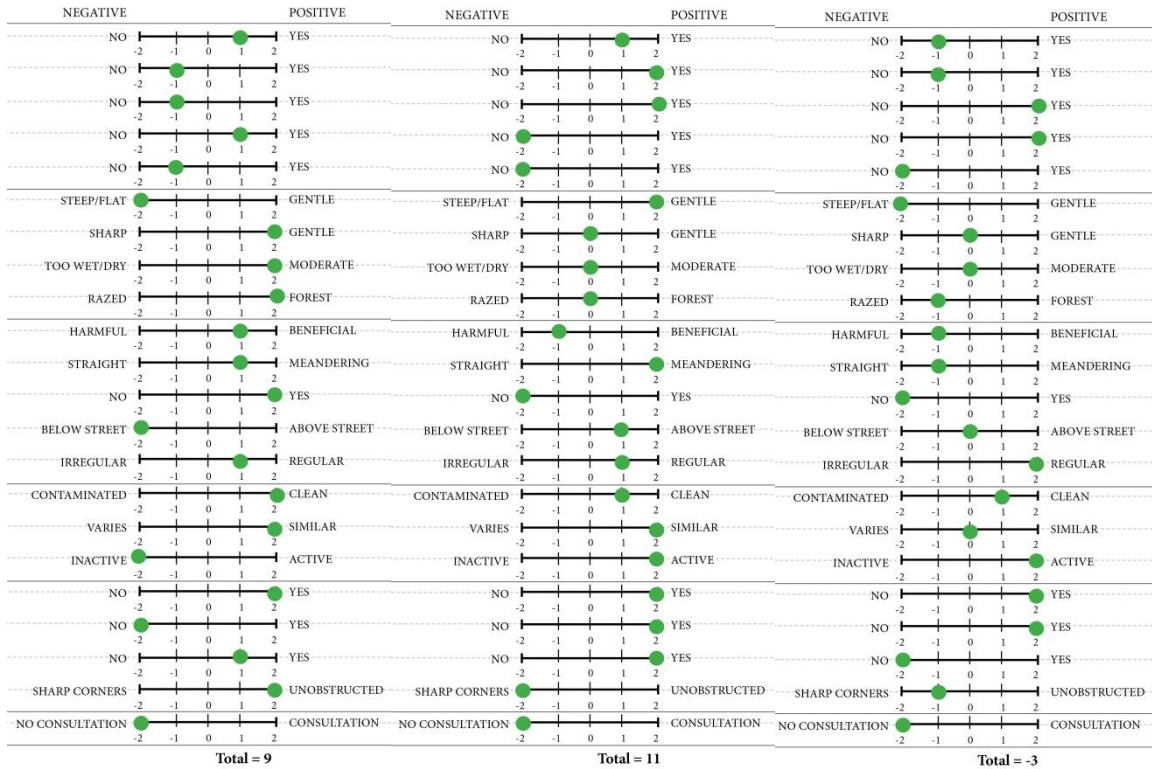 NEGATIVE POSITIVE
NO YES
-2 -1 0 1 2
NO YES
-2 -1 0 1 2
NO YES
-2 -1 0 1 2
NO YES
-2 -1 0 1 2
NO YES
-2 -1 0 1 2
STEEP/FLAT GENTLE
-2 -1 0 1 2
SHARP GENTLE
-2 -1 0 1 2
TOO WET/DRY MODERATE
-2 -1 0 1 2
RAZED FOREST
-2 -1 0 1 2
HARMFUL BENEFICIAL
-2 -1 0 1 2
STRAIGHT MEANDERING
-2 -1 0 1 2
NO YES
-2 -1 0 1 2
BELOW STREET ABOVE STREET
-2 -1 0 1 2
IRREGULAR REGULAR
-2 -1 0 1 2
CONTAMINATED CLEAN
-2 -1 0 1 2
VARIES SIMILAR
-2 -1 0 1 2
INACTIVE ACTIVE
-2 -1 0 1 2
NO YES
-2 -1 0 1 2
NO YES
-2 -1 0 1 2
NO YES
-2 -1 0 1 2
SHARP CORNERS UNOBSTRUCTED
-2 -1 0 1 2
NO CONSULTATION CONSULTATION
-2 -1 0 1 2
Total = 9
NEGATIVE POSITIVE
NO YES
-2 -1 0 1 2
NO YES
-2 -1 0 1 2
NO YES
-2 -1 0 1 2
NO YES
-2 -1 0 1 2
NO YES
-2 -1 0 1 2
STEEP/FLAT GENTLE
-2 -1 0 1 2
SHARP GENTLE
-2 -1 0 1 2
TOO WET/DRY MODERATE
-2 -1 0 1 2
RAZED FOREST
-2 -1 0 1 2
HARMFUL BENEFICIAL
-2 -1 0 1 2
STRAIGHT MEANDERING
-2 -1 0 1 2
NO YES
-2 -1 0 1 2
BELOW STREET ABOVE STREET
-2 -1 0 1 2
IRREGULAR REGULAR
-2 -1 0 1 2
CONTAMINATED CLEAN
-2 -1 0 1 2
VARIES SIMILAR
-2 -1 0 1 2
INACTIVE ACTIVE
-2 -1 0 1 2
NO YES
-2 -1 0 1 2
NO YES
-2 -1 0 1 2
NO YES
-2 -1 0 1 2
SHARP CORNERS UNOBSTRUCTED
-2 -1 0 1 2
NO CONSULTATION CONSULTATION
-2 -1 0 1 2
Total = 11
NEGATIVE POSITIVE
NO YES
-2 -1 0 1 2
NO YES
-2 -1 0 1 2
NO YES
-2 -1 0 1 2
NO YES
-2 -1 0 1 2
NO YES
-2 -1 0 1 2
STEEP/FLAT GENTLE
-2 -1 0 1 2
SHARP GENTLE
-2 -1 0 1 2
TOO WET/DRY MODERATE
-2 -1 0 1 2
RAZED FOREST
-2 -1 0 1 2
HARMFUL BENEFICIAL
-2 -1 0 1 2
STRAIGHT MEANDERING
-2 -1 0 1 2
NO YES
-2 -1 0 1 2
BELOW STREET ABOVE STREET
-2 -1 0 1 2
IRREGULAR REGULAR
-2 -1 0 1 2
CONTAMINATED CLEAN
-2 -1 0 1 2
VARIES SIMILAR
-2 -1 0 1 2
INACTIVE ACTIVE
-2 -1 0 1 2
NO YES
-2 -1 0 1 2
NO YES
-2 -1 0 1 2
NO YES
-2 -1 0 1 2
SHARP CORNERS UNOBSTRUCTED
-2 -1 0 1 2
NO CONSULTATION CONSULTATION
-2 -1 0 1 2
Total = -3